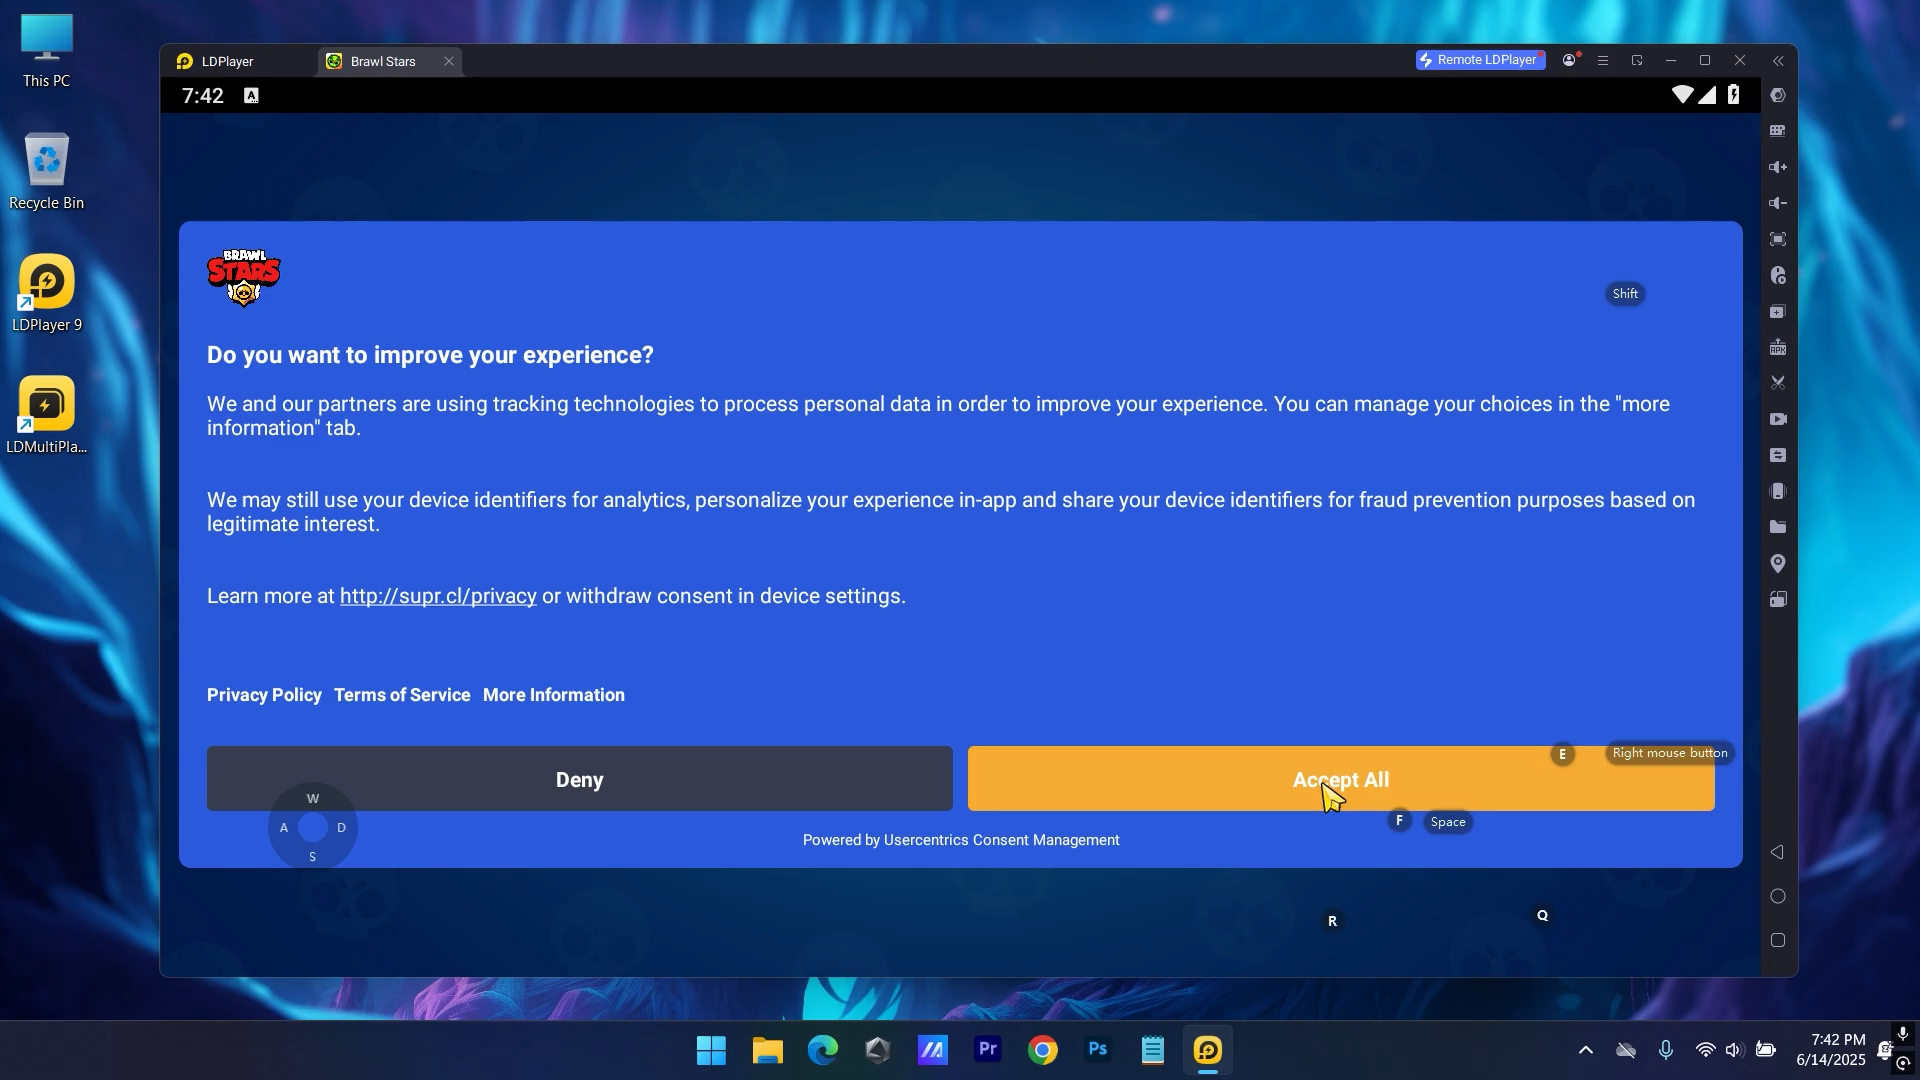 This PC
Recycle Bin
LDPlayer 9
LDMultiPla...
LDPlayer
Brawl Stars
Remote LDPlayer
7:42
A
BRAWL
STARS
Shift
Do you want to improve your experience?
We and our partners are using tracking technologies to process personal data in order to improve your experience. You can manage your choices in the "more
information" tab.
We may still use your device identifiers for analytics, personalize your experience in-app and share your device identifiers for fraud prevention purposes based on
legitimate interest.
Learn more at http://supr.cl/privacy or withdraw consent in device settings.
Privacy Policy Terms of Service More Information
Deny
Accept All
E
Right mouse button
W
A
D
S
F
Space
Powered by Usercentrics Consent Management
R
Q
APK
Pr
Ps
7:42 PM
6/14/2025